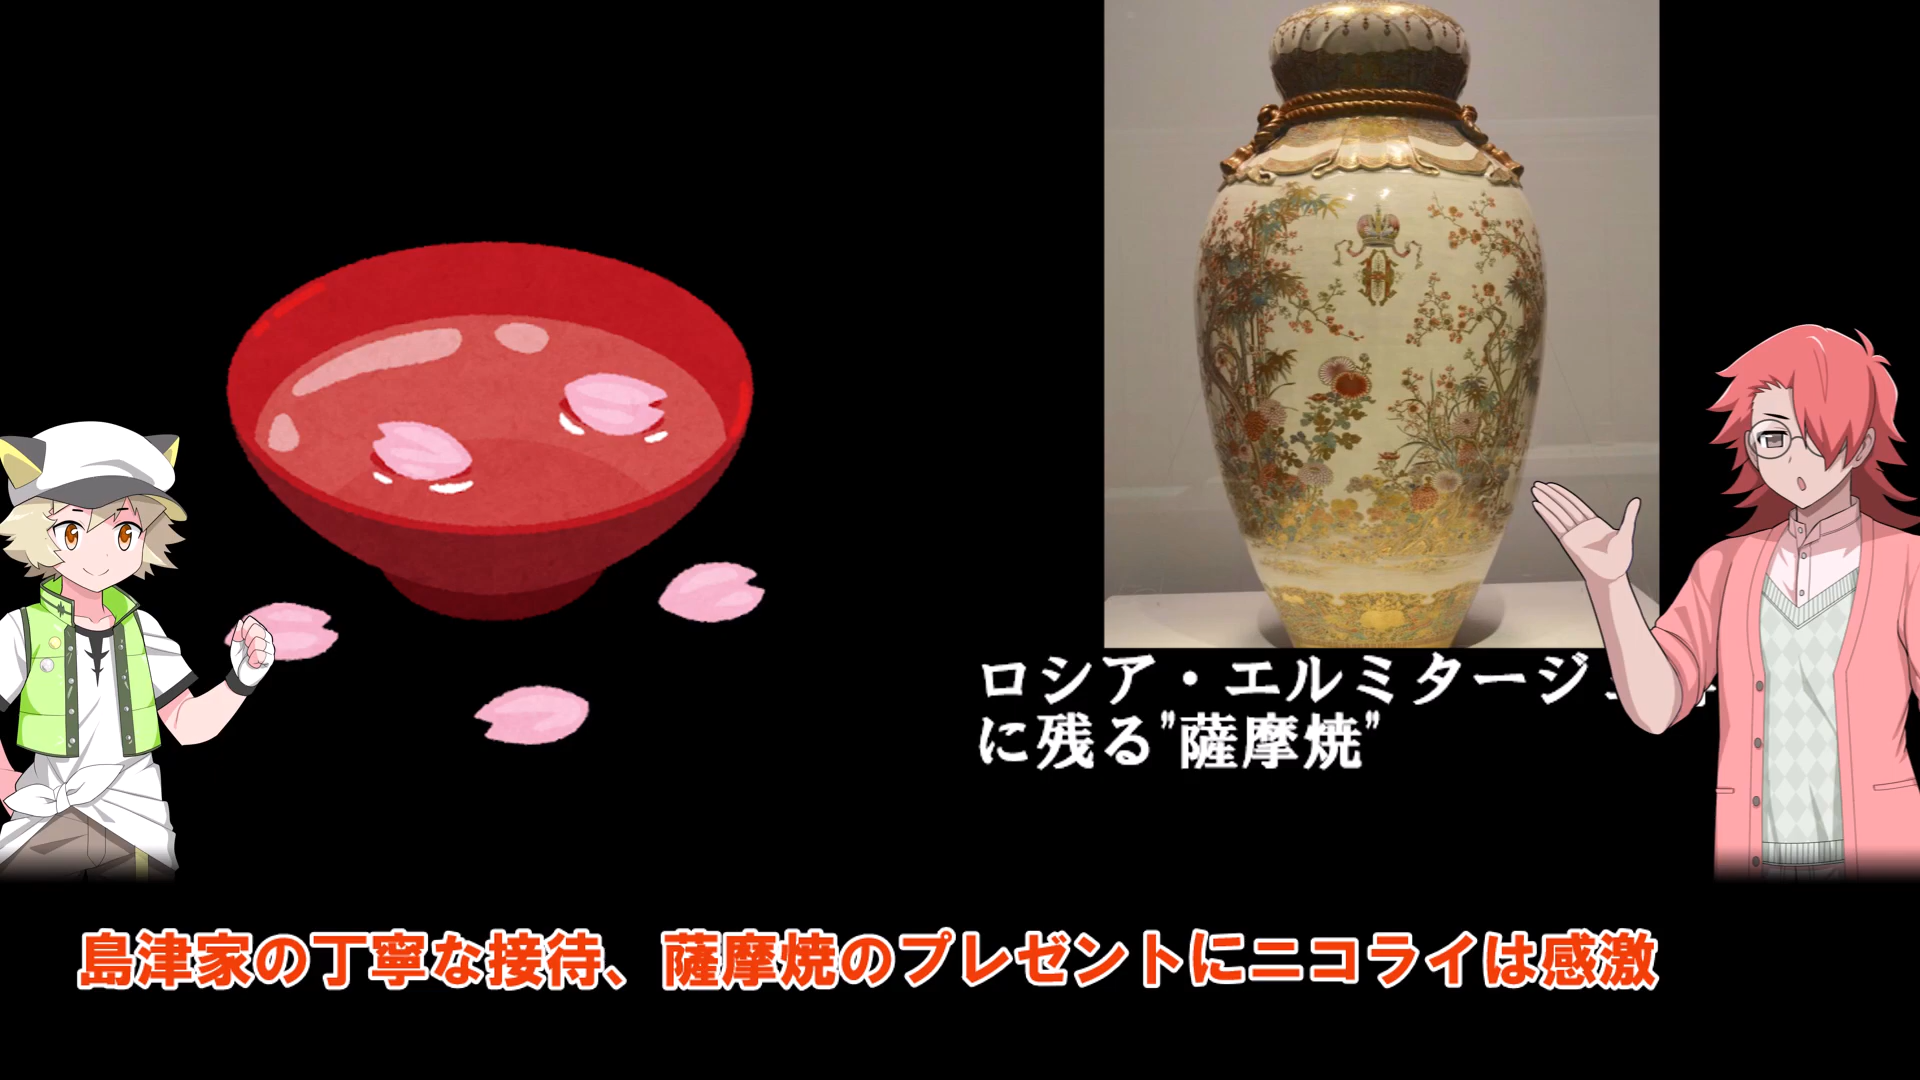 ロシア・エルミタージ
に残る"薩摩焼"
島津家の丁寧な接待、薩摩焼のプレゼントにニコライは感激